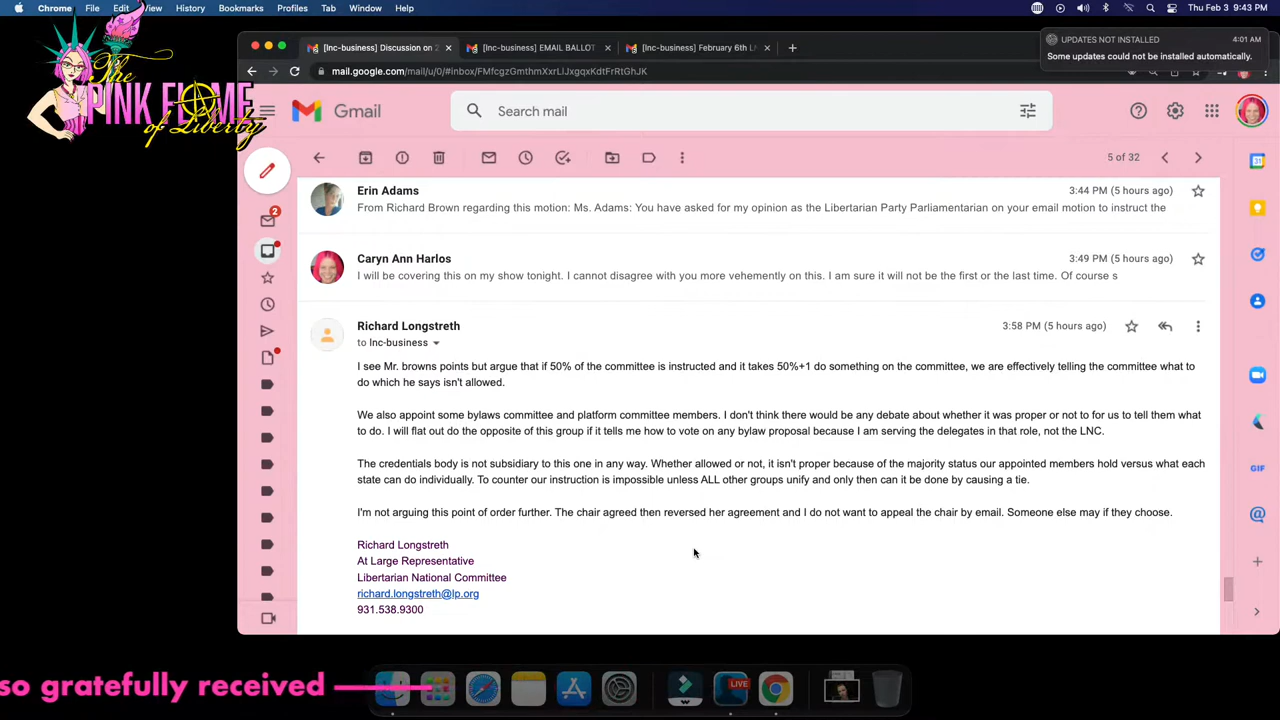 Chrome File Edit View History Bookmarks Profiles Tab Window Help
Thu Feb 3 9:43 PM
The
PINK FLAME
of Liberty
[lnc-business] Discussion on 2
[lnc-business] EMAIL BALLOT
[lnc-business] February 6th L
UPDATES NOT INSTALLED 4:01 AM
Some updates could not be installed automatically.
mail.google.com/mail/u/0/#inbox/FMfcgzGmthmXxrLlJxgqxKdtFrRtGhJK
Gmail
Search mail
5 of 32
2
Erin Adams 3:44 PM (5 hours ago)
From Richard Brown regarding this motion: Ms. Adams: You have asked for my opinion as the Libertarian Party Parliamentarian on your email motion to instruct the
Caryn Ann Harlos 3:49 PM (5 hours ago)
I will be covering this on my show tonight. I cannot disagree with you more vehemently on this. I am sure it will not be the first or the last time. Of course s
Richard Longstreth 3:58 PM (5 hours ago)
to lnc-business
I see Mr. browns points but argue that if 50% of the committee is instructed and it takes 50%+1 do something on the committee, we are effectively telling the committee what to
do which he says isn't allowed.
We also appoint some bylaws committee and platform committee members. I don't think there would be any debate about whether it was proper or not to for us to tell them what
to do. I will flat out do the opposite of this group if it tells me how to vote on any bylaw proposal because I am serving the delegates in that role, not the LNC.
The credentials body is not subsidiary to this one in any way. Whether allowed or not, it isn't proper because of the majority status our appointed members hold versus what each
state can do individually. To counter our instruction is impossible unless ALL other groups unify and only then can it be done by causing a tie.
I'm not arguing this point of order further. The chair agreed then reversed her agreement and I do not want to appeal the chair by email. Someone else may if they choose.
Richard Longstreth
At Large Representative
Libertarian National Committee
richard.longstreth@lp.org
931.538.9300
GIF
so gratefully received
LIVE